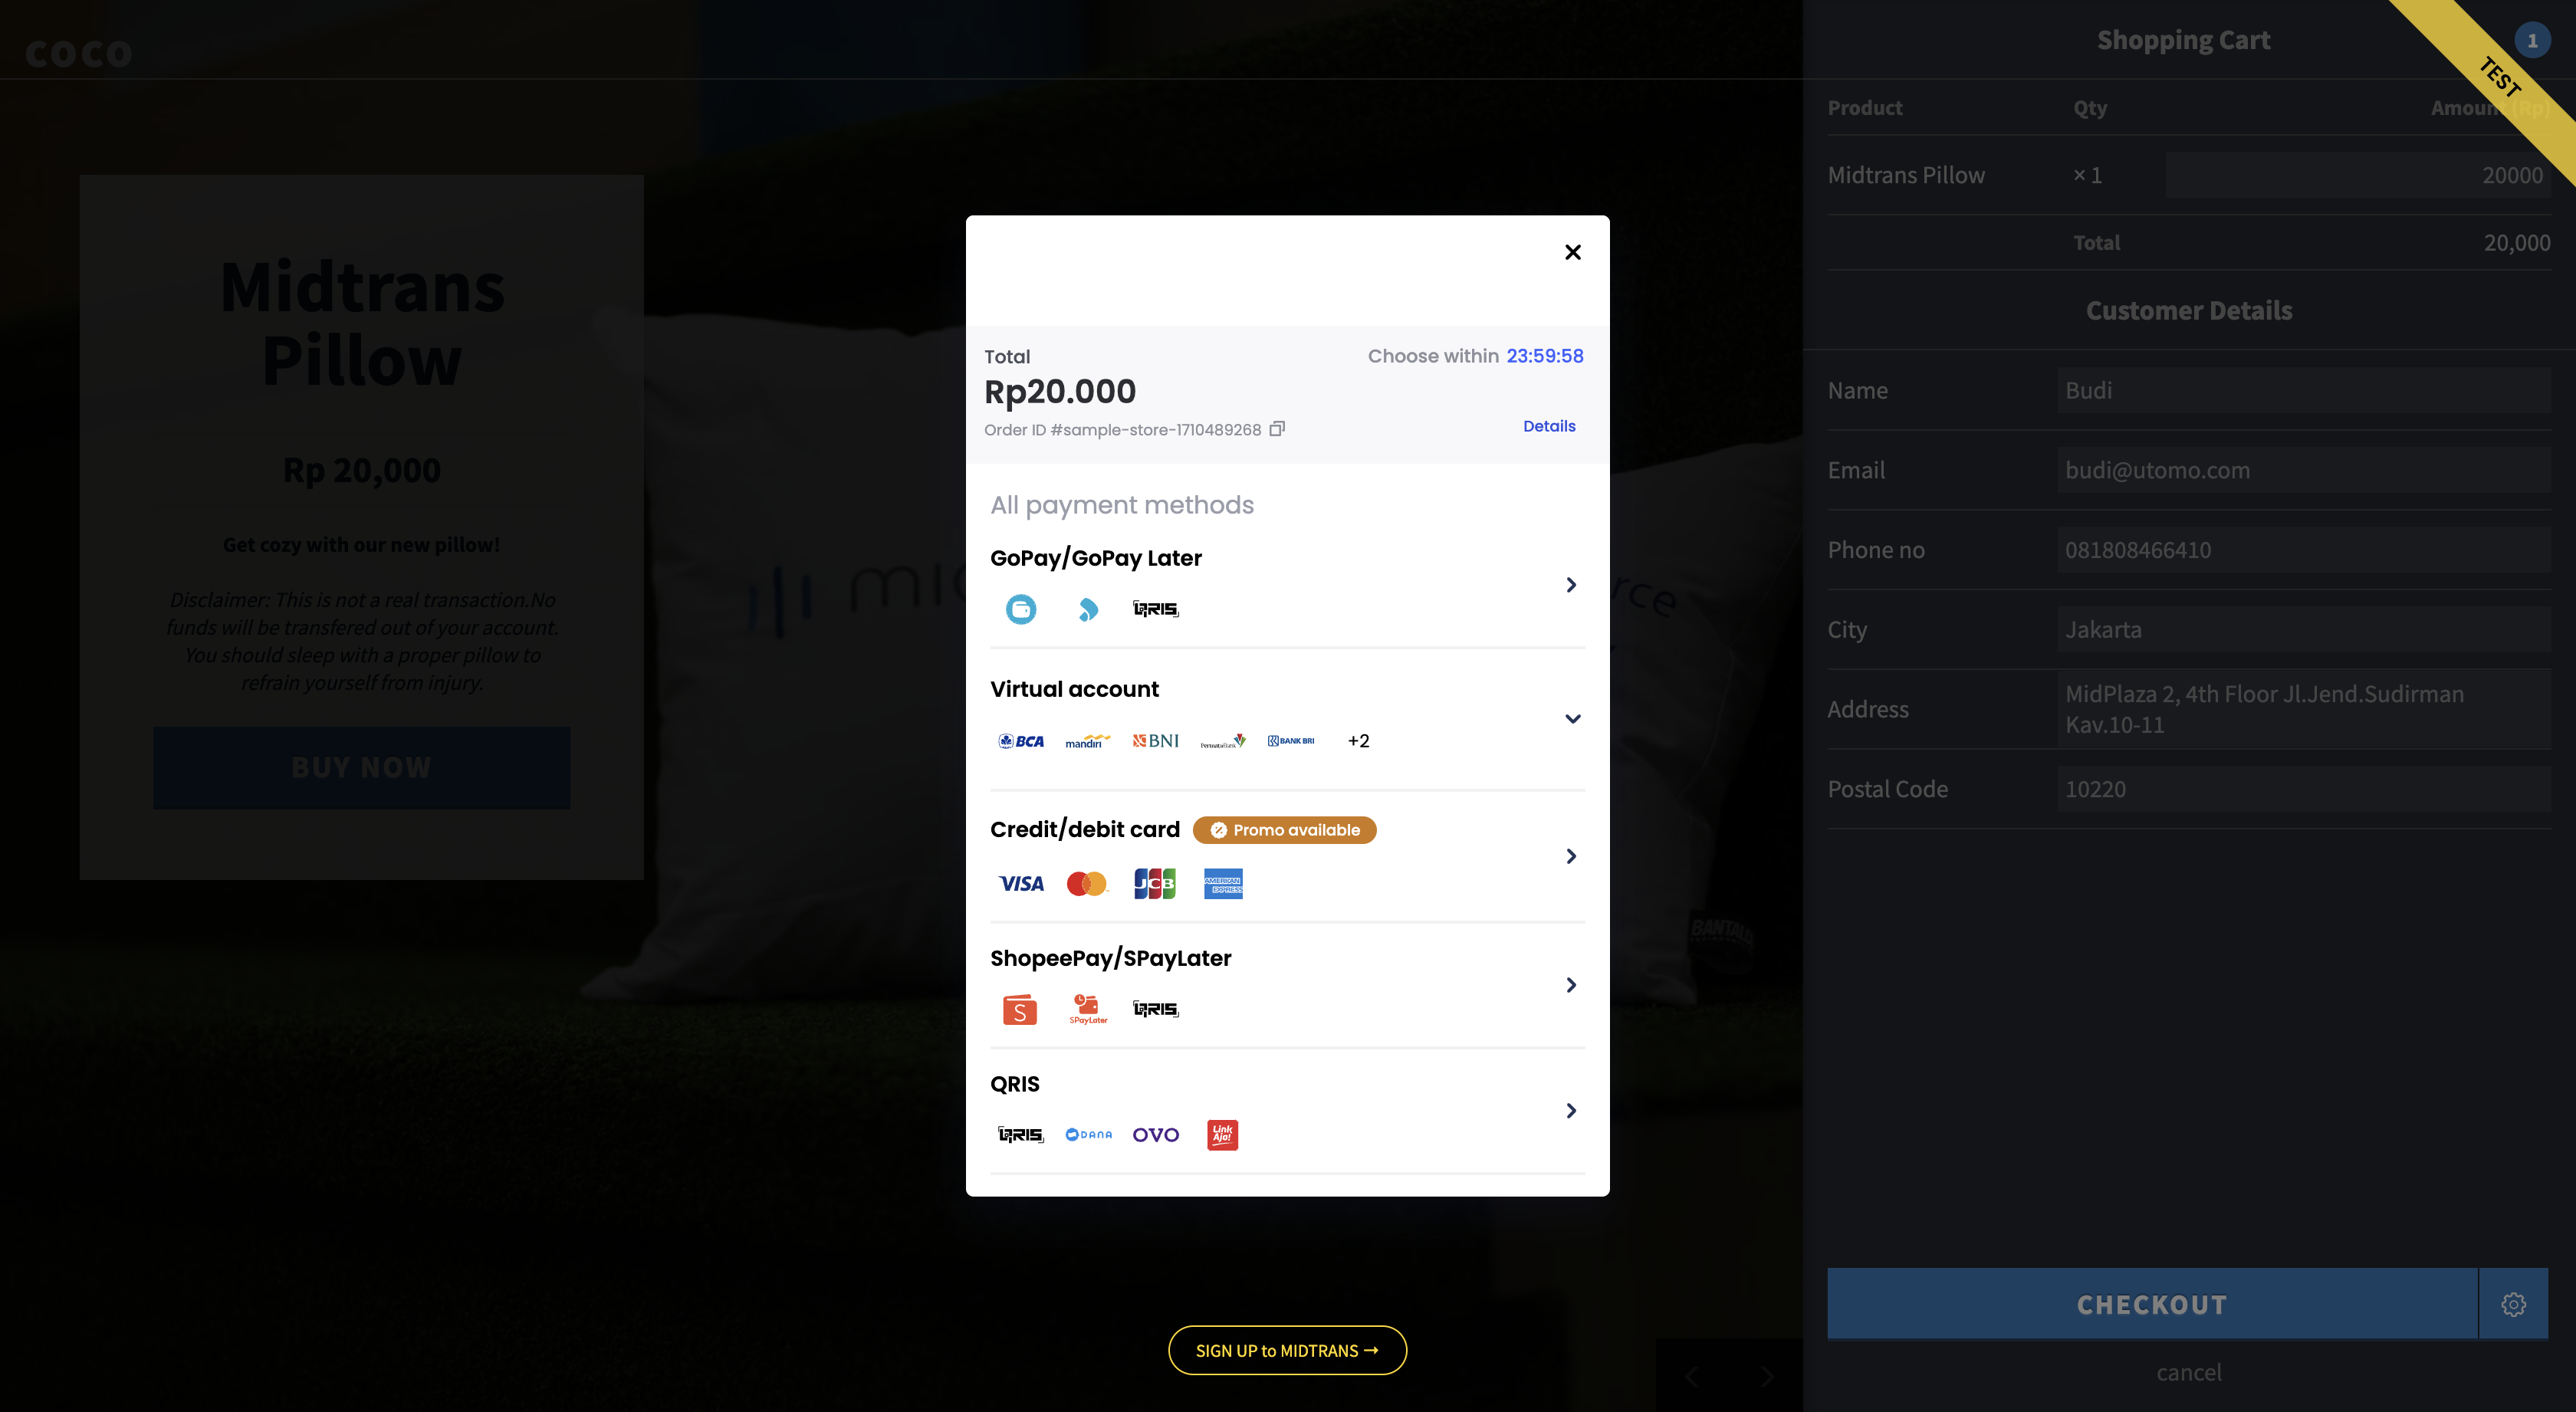 coco
Midtrans
Pillow
Rp 20,000
Get cozy with our new pillow!
Disclaimer: This is not a real transaction.No
funds will be transfered out of your account.
You should sleep with a proper pillow to
refrain yourself from injury.
BUY NOW
Total
Choose within 23:59:58
Rp20.000
Order ID #sample-store-1710489268
Details
All payment methods
GoPay/GoPay Later
QRIS
Virtual account
BCA mandiri BNI PermataBank BANK BRI +2
Credit/debit card Promo available
VISA JCB AMERICAN EXPRESS
ShopeePay/SPayLater
S SPayLater QRIS
QRIS
QRIS DANA OVO Link Aja!
SIGN UP to MIDTRANS →
Shopping Cart 1
TEST
Product Qty Amount (Rp)
Midtrans Pillow × 1 20000
Total 20,000
Customer Details
Name Budi
Email budi@utomo.com
Phone no 081808466410
City Jakarta
Address MidPlaza 2, 4th Floor Jl.Jend.Sudirman
Kav.10-11
Postal Code 10220
CHECKOUT
cancel